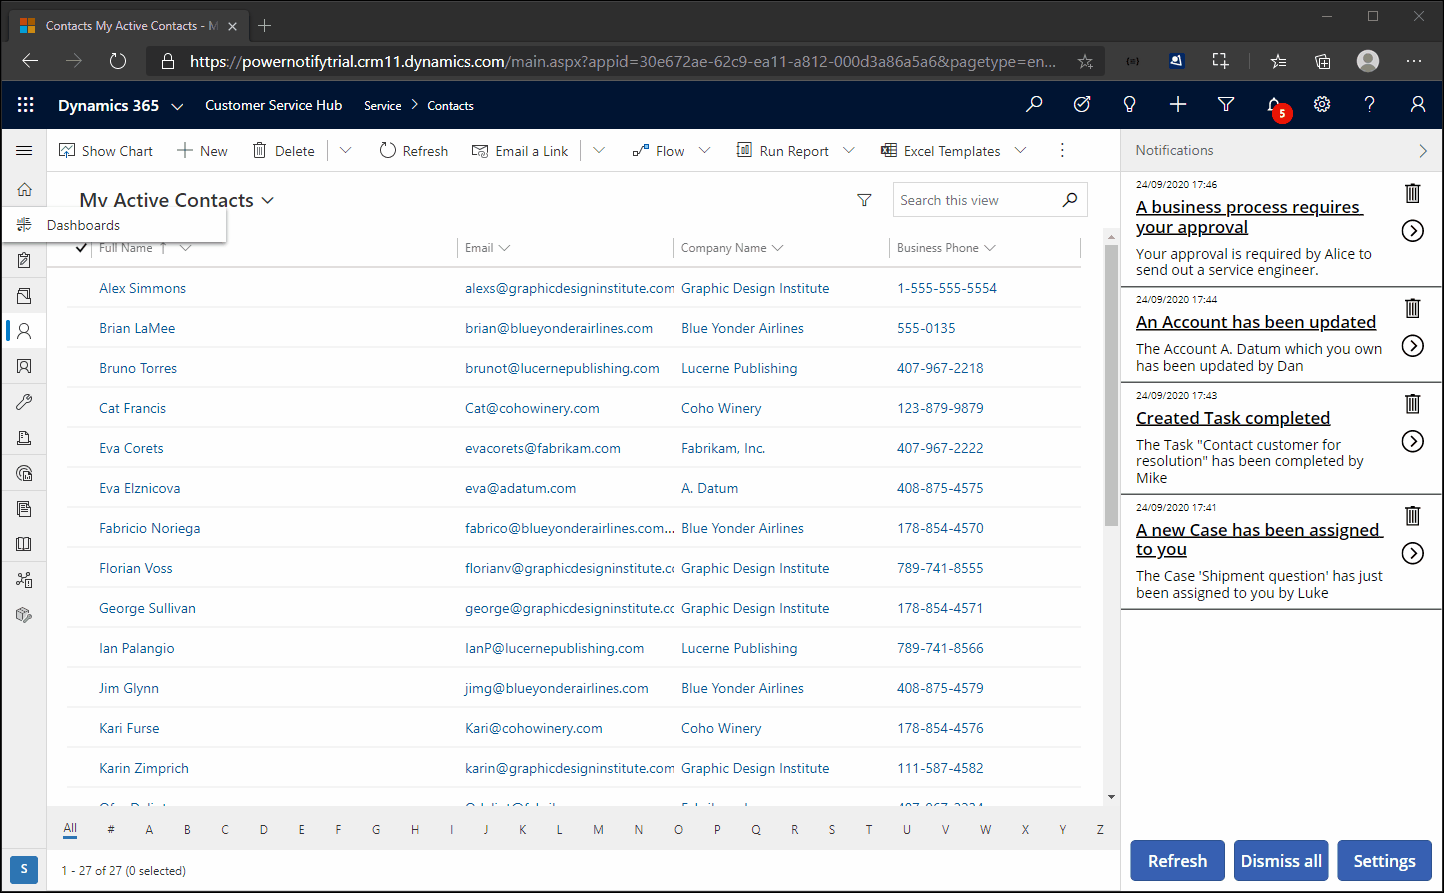 Contacts My Active Contacts - M
https://powernotifytrial.crm11.dynamics.com/main.aspx?appid=30e672ae-62c9-ea11-a812-000d3a86a5a6&pagetype=en...
Dynamics 365 Customer Service Hub Service > Contacts
5
Show Chart New Delete Refresh Email a Link Flow Run Report Excel Templates
My Active Contacts
Search this view
Dashboards
Full Name Email Company Name Business Phone
Alex Simmons alexs@graphicdesigninstitute.com Graphic Design Institute 1-555-555-5554
Brian LaMee brian@blueyonderairlines.com Blue Yonder Airlines 555-0135
Bruno Torres brunot@lucernepublishing.com Lucerne Publishing 407-967-2218
Cat Francis Cat@cohowinery.com Coho Winery 123-879-9879
Eva Corets evacorets@fabrikam.com Fabrikam, Inc. 407-967-2222
Eva Elznicova eva@adatum.com A. Datum 408-875-4575
Fabricio Noriega fabrico@blueyonderairlines.com... Blue Yonder Airlines 178-854-4570
Florian Voss florianv@graphicdesigninstitute.cc Graphic Design Institute 789-741-8555
George Sullivan george@graphicdesigninstitute.cc Graphic Design Institute 178-854-4571
Ian Palangio IanP@lucernepublishing.com Lucerne Publishing 789-741-8566
Jim Glynn jimg@blueyonderairlines.com Blue Yonder Airlines 408-875-4579
Kari Furse Kari@cohowinery.com Coho Winery 178-854-4576
Karin Zimprich karin@graphicdesigninstitute.com Graphic Design Institute 111-587-4582
All # A B C D E F G H I J K L M N O P Q R S T U V W X Y Z
S
1 - 27 of 27 (0 selected)
Notifications
24/09/2020 17:46
A business process requires
your approval
Your approval is required by Alice to
send out a service engineer.
24/09/2020 17:44
An Account has been updated
The Account A. Datum which you own
has been updated by Dan
24/09/2020 17:43
Created Task completed
The Task "Contact customer for
resolution" has been completed by
Mike
24/09/2020 17:41
A new Case has been assigned
to you
The Case 'Shipment question' has just
been assigned to you by Luke
Refresh Dismiss all Settings